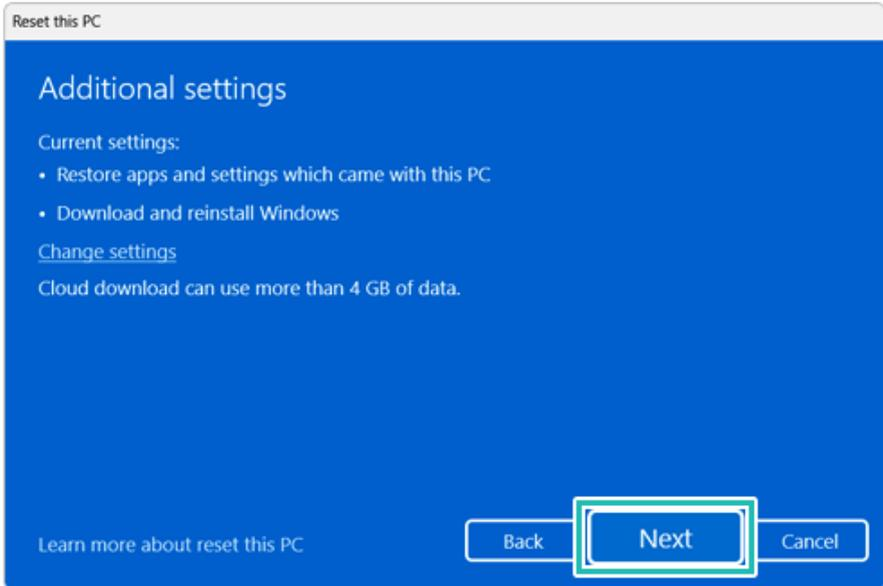 Reset this PC
Additional settings
Current settings:
• Restore apps and settings which came with this PC
• Download and reinstall Windows
Change settings
Cloud download can use more than 4 GB of data.
Learn more about reset this PC
Back
Next
Cancel